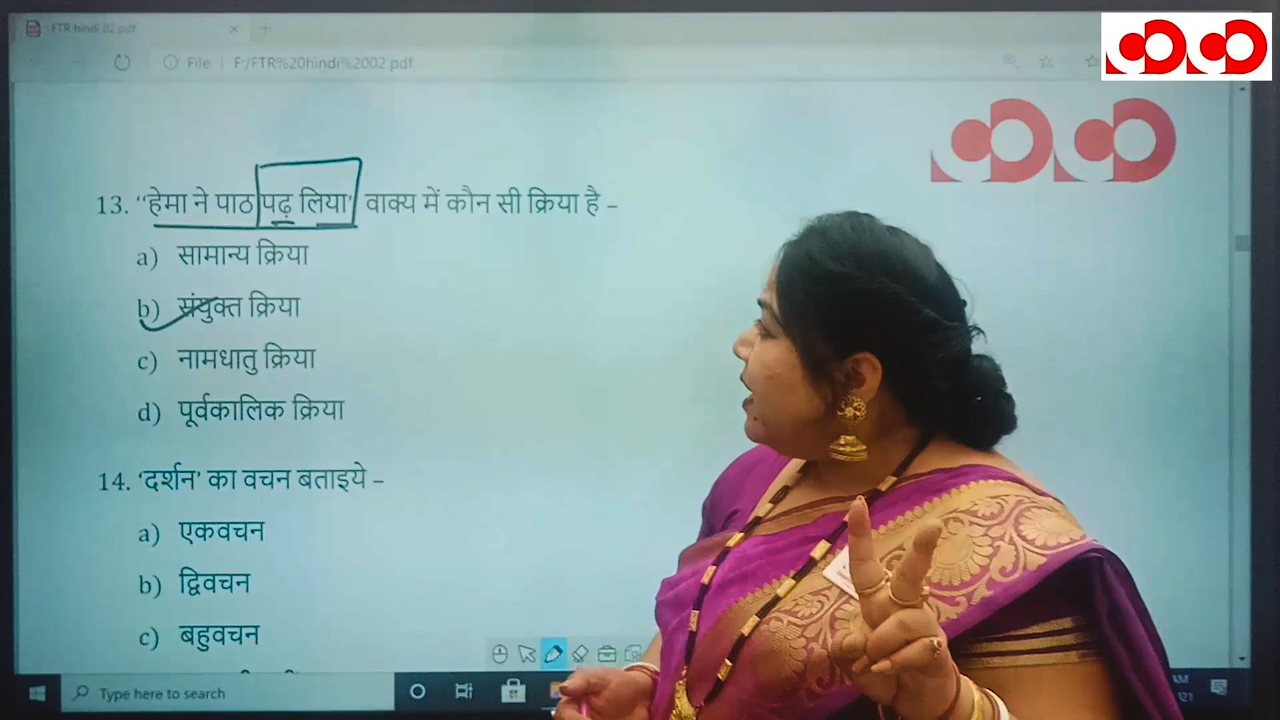 FTR hindi 02.pdf
File | F:/FTR%20hindi%2002.pdf
13. “हेमा ने पाठ पढ़ लिया’ वाक्य में कौन सी क्रिया है –
a) सामान्य क्रिया
b) संयुक्त क्रिया
c) नामधातु क्रिया
d) पूर्वकालिक क्रिया
14. ‘दर्शन’ का वचन बताइये –
a) एकवचन
b) द्विवचन
c) बहुवचन
Type here to search